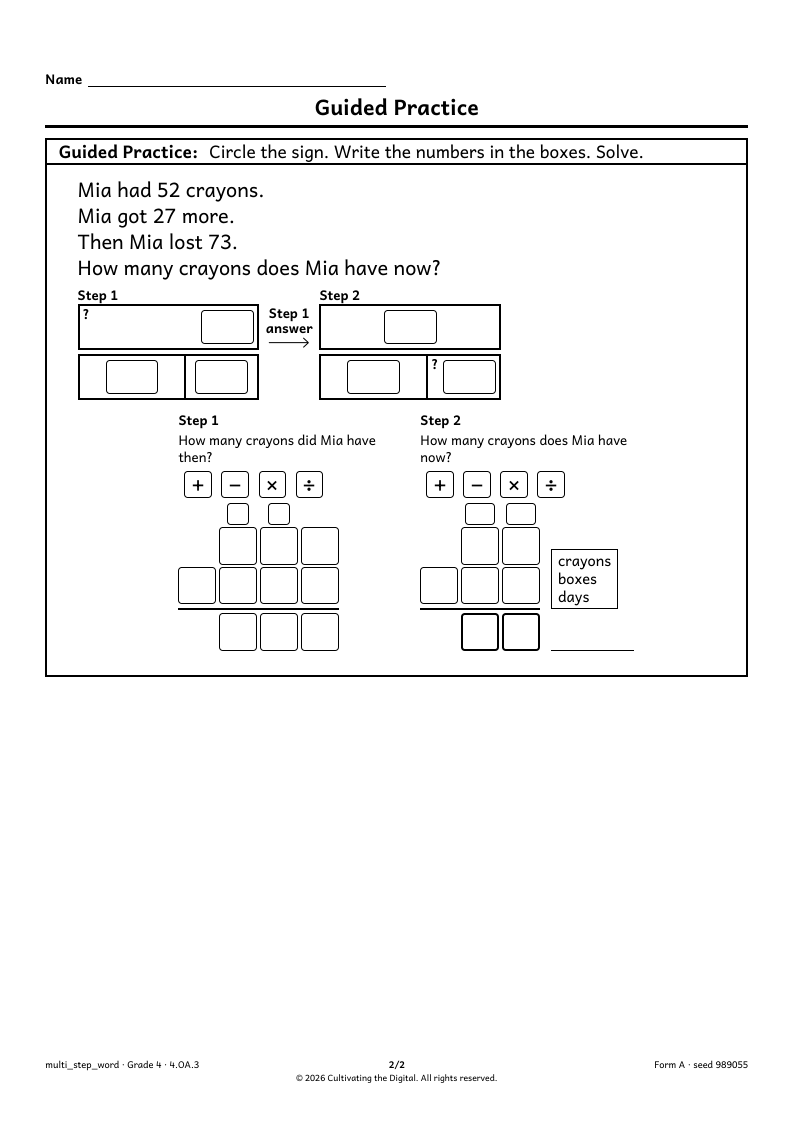 Name
Guided Practice
Guided Practice: Circle the sign. Write the numbers in the boxes. Solve.
Mia had 52 crayons.
Mia got 27 more.
Then Mia lost 73.
How many crayons does Mia have now?
Step 1
?
Step 1
answer
Step 2
?
Step 1
How many crayons did Mia have
then?
+ − × ÷
Step 2
How many crayons does Mia have
now?
+ − × ÷
crayons
boxes
days
multi_step_word · Grade 4 · 4.OA.3
2/2
Form A · seed 989055
© 2026 Cultivating the Digital. All rights reserved.